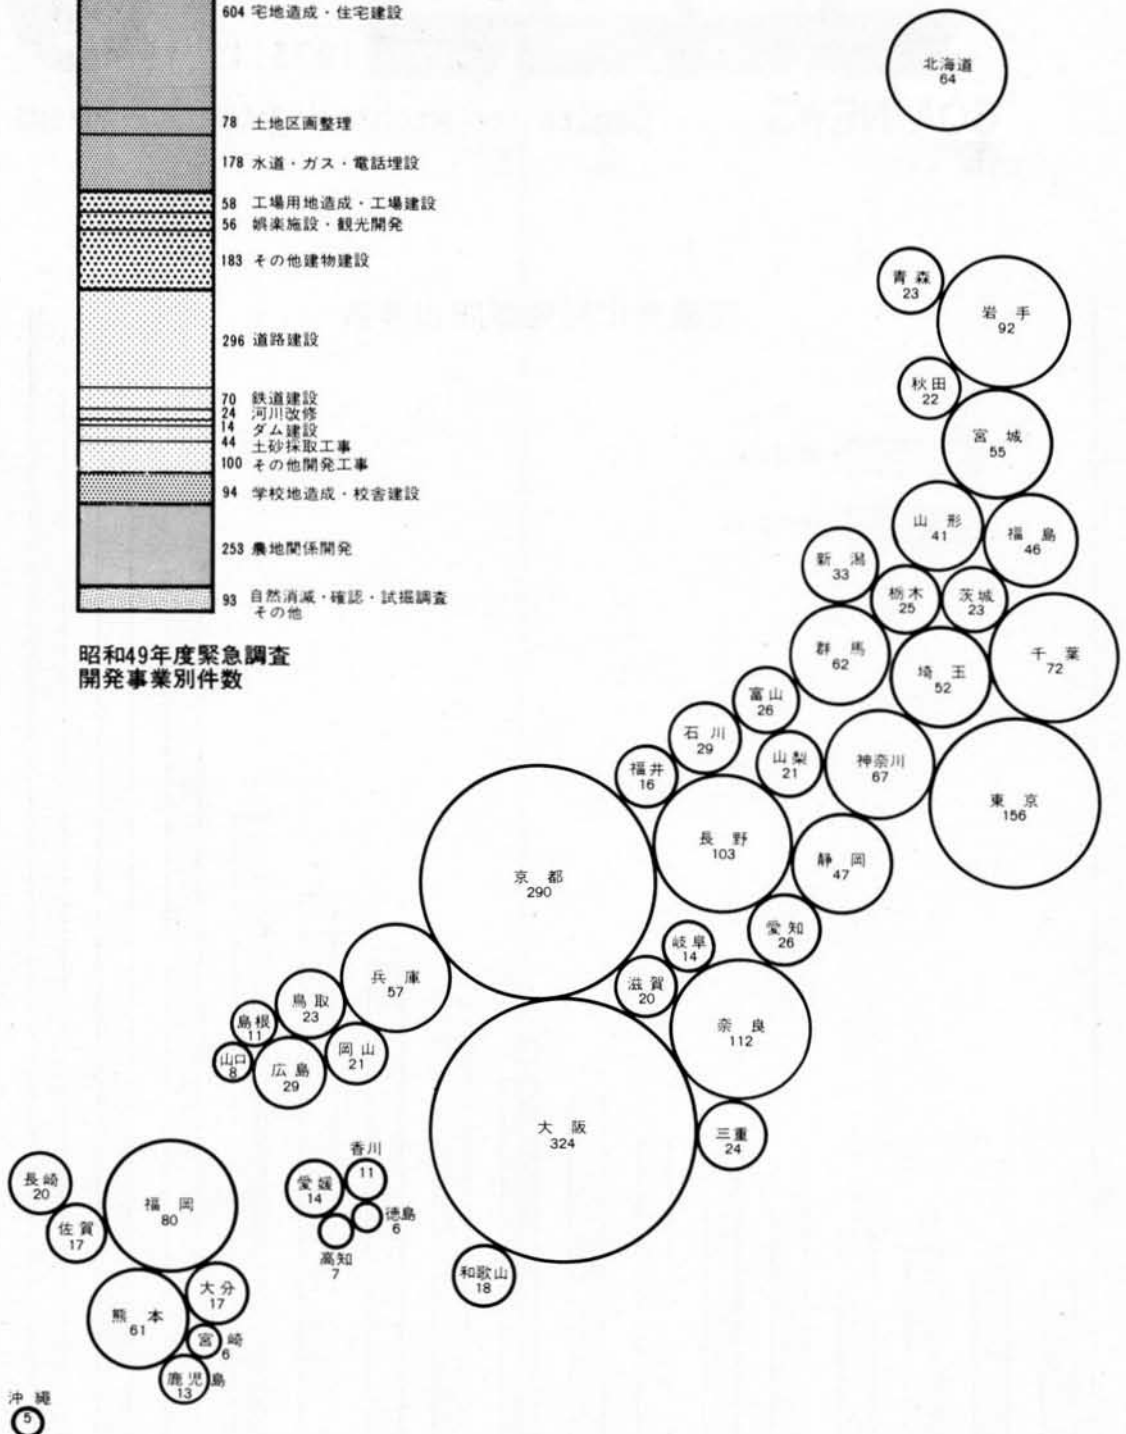 604 宅地造成・住宅建設
78 土地区画整理
178 水道・ガス・電話埋設
58 工場用地造成・工場建設
56 娯楽施設・観光開発
183 その他建物建設
296 道路建設
70 鉄道建設
24 河川改修
14 ダム建設
44 土砂採取工事
100 その他開発工事
94 学校地造成・校舎建設
253 農地関係開発
93 自然消滅・確認・試掘調査
その他
昭和49年度緊急調査
開発事業別件数
北海道
64
青森
23
岩手
92
秋田
22
宮城
55
山形
41
福島
46
新潟
33
栃木
25
茨城
23
群馬
62
埼玉
52
千葉
72
富山
26
石川
29
山梨
21
神奈川
67
福井
16
東京
156
長野
103
静岡
47
京都
290
愛知
26
岐阜
14
滋賀
20
兵庫
57
鳥取
23
島根
11
岡山
21
山口
8
広島
29
奈良
112
大阪
324
三重
24
和歌山
18
香川
11
愛媛
14
徳島
6
高知
7
長崎
20
福岡
80
佐賀
17
大分
17
熊本
61
宮崎
6
鹿児島
13
沖縄
5